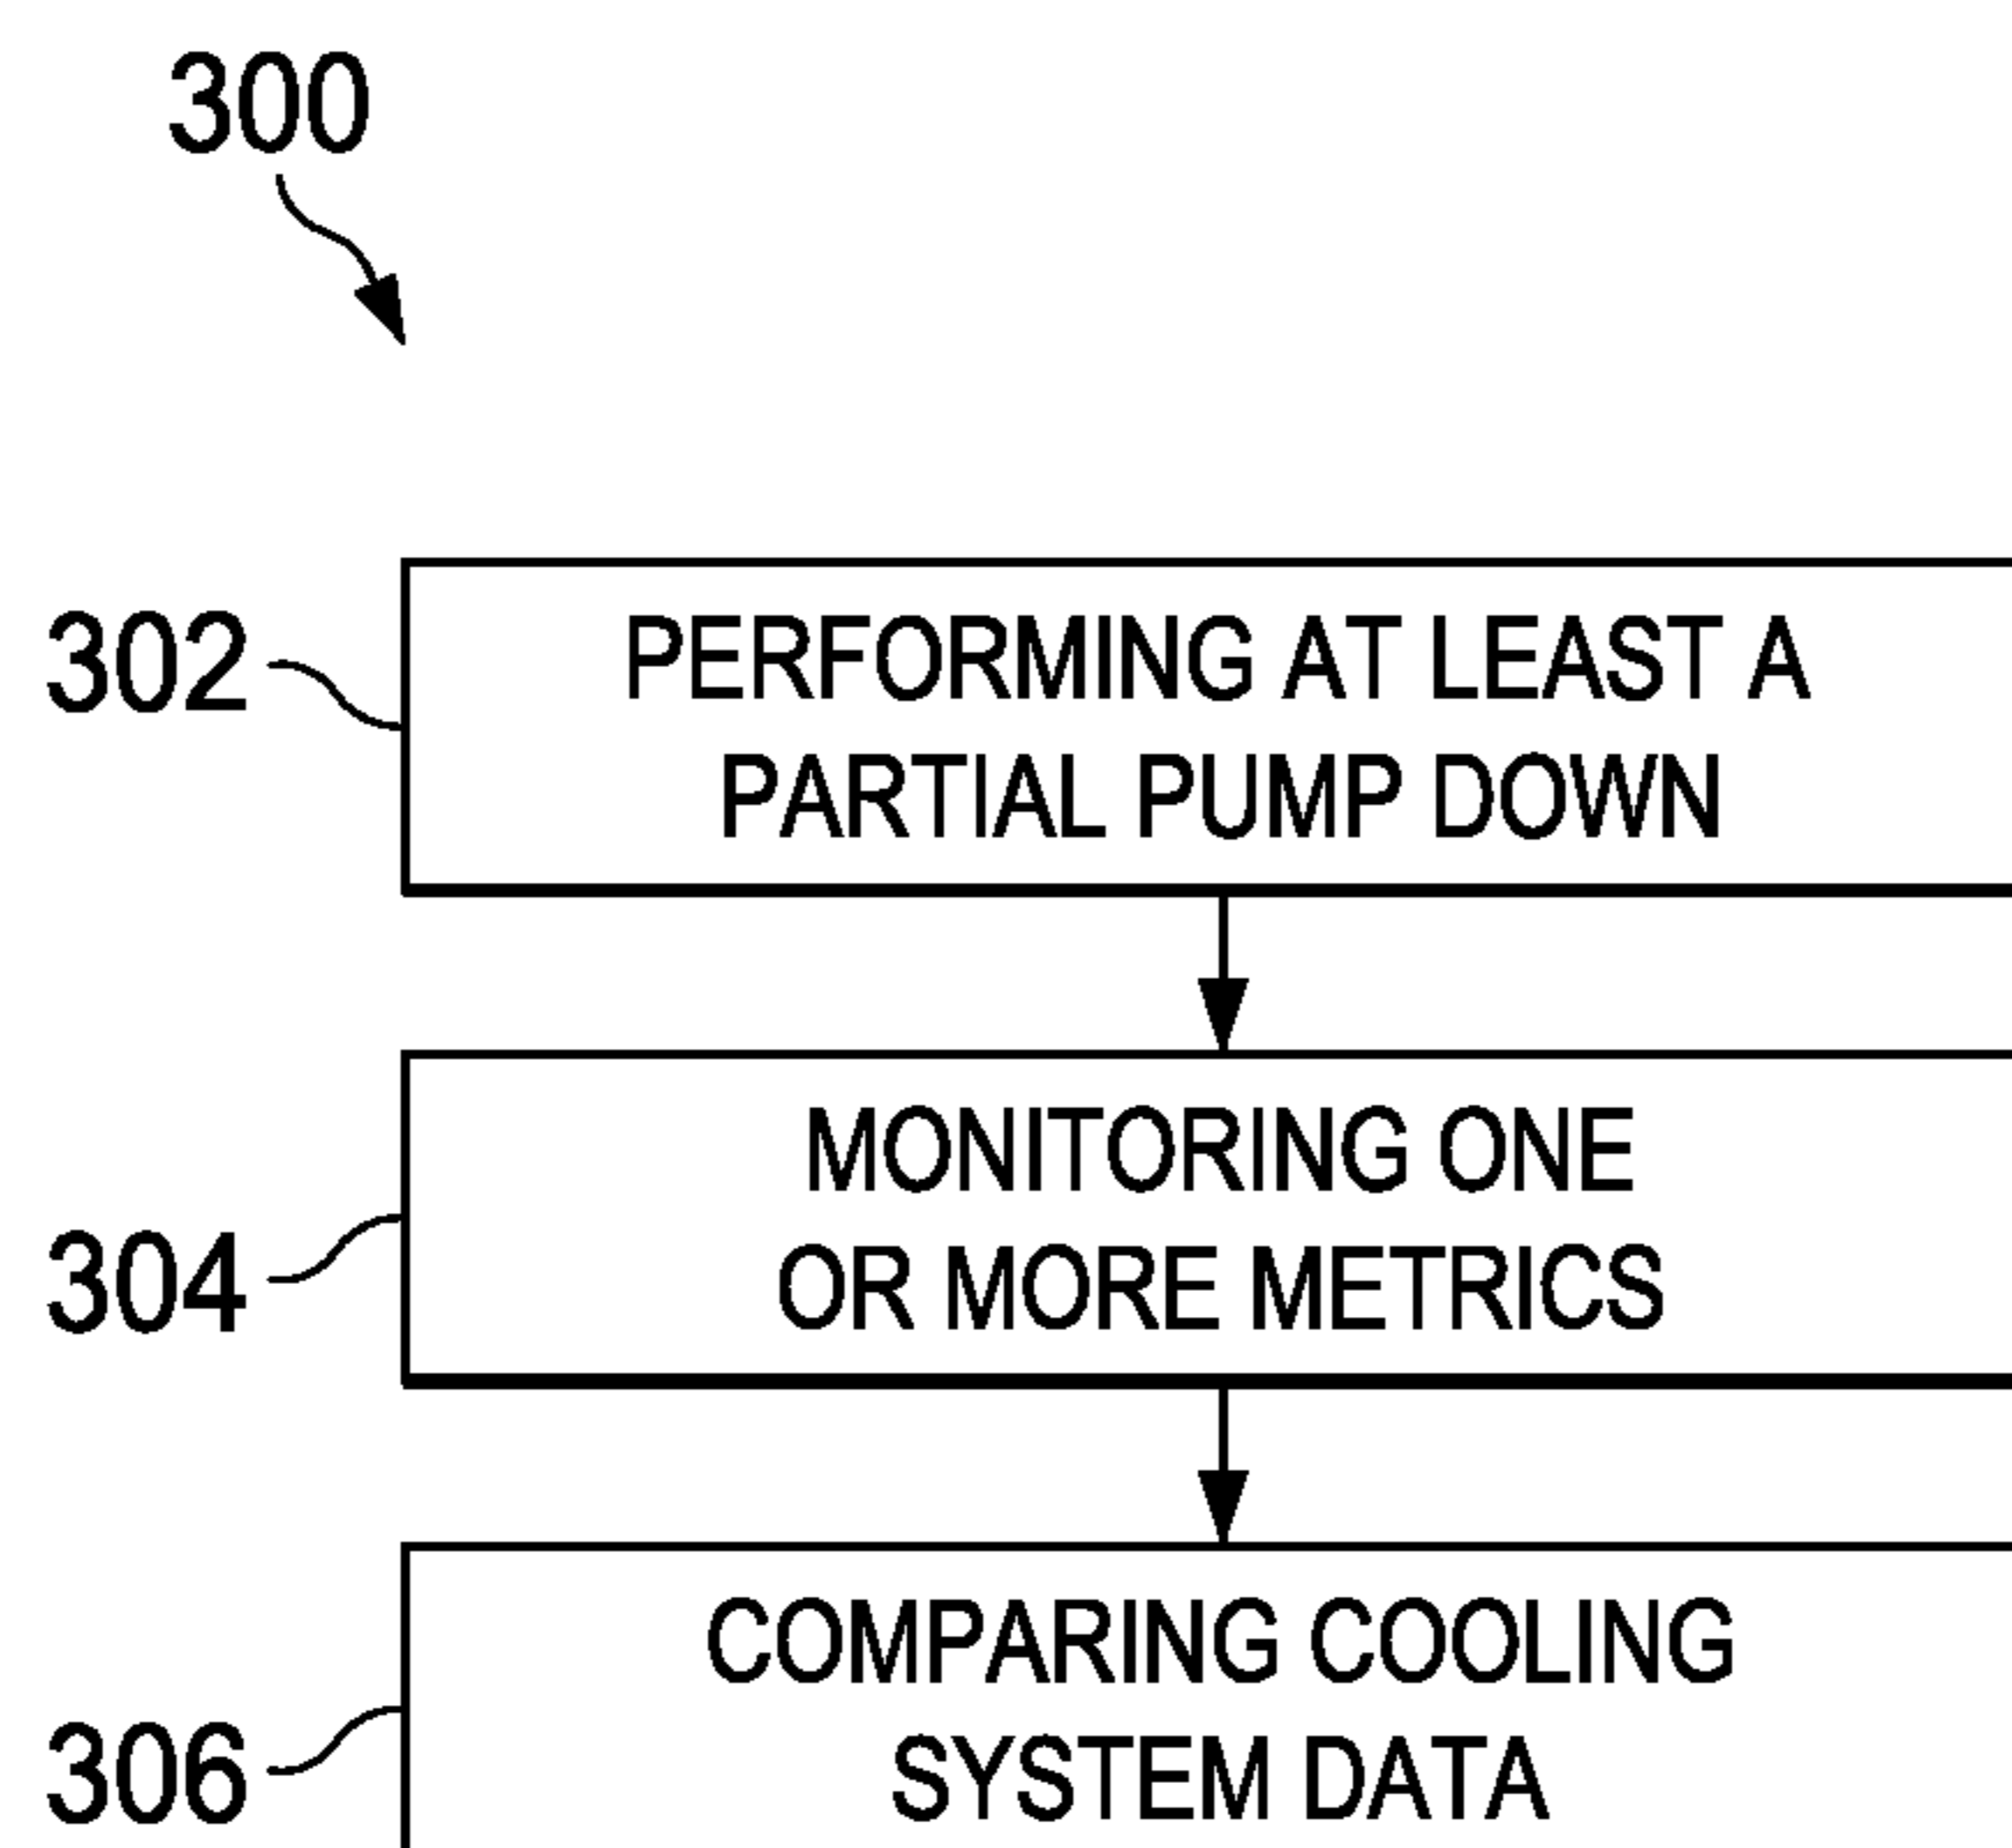 300
302
PERFORMING AT LEAST A
PARTIAL PUMP DOWN
304
MONITORING ONE
OR MORE METRICS
306
COMPARING COOLING
SYSTEM DATA